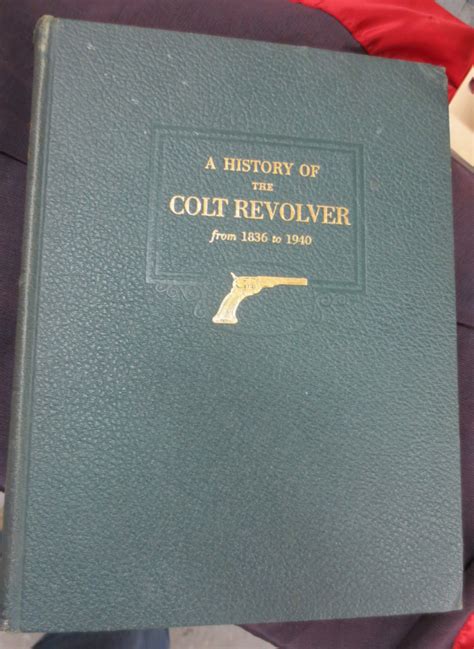 A HISTORY OF
THE
COLT REVOLVER
from 1836 to 1940